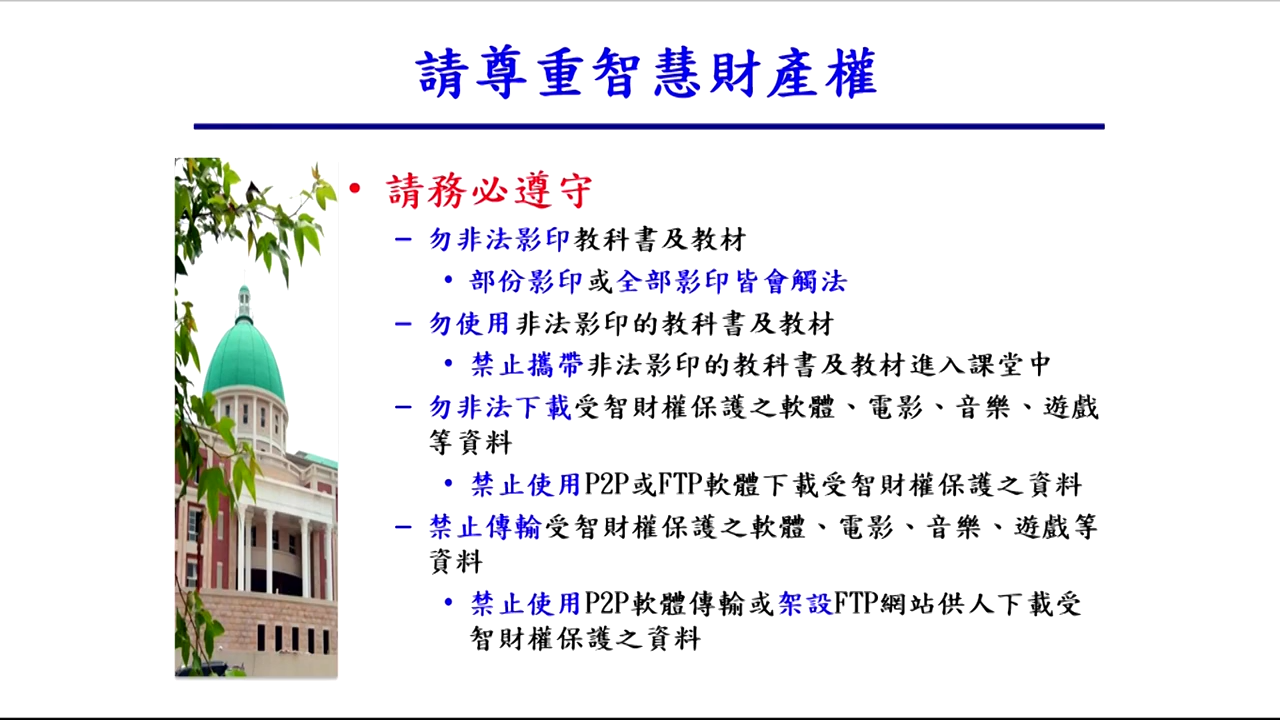 請尊重智慧財產權
• 請務必遵守
– 勿非法影印教科書及教材
• 部份影印或全部影印皆會觸法
– 勿使用非法影印的教科書及教材
• 禁止攜帶非法影印的教科書及教材進入課堂中
– 勿非法下載受智財權保護之軟體、電影、音樂、遊戲
等資料
• 禁止使用P2P或FTP軟體下載受智財權保護之資料
– 禁止傳輸受智財權保護之軟體、電影、音樂、遊戲等
資料
• 禁止使用P2P軟體傳輸或架設FTP網站供人下載受
智財權保護之資料